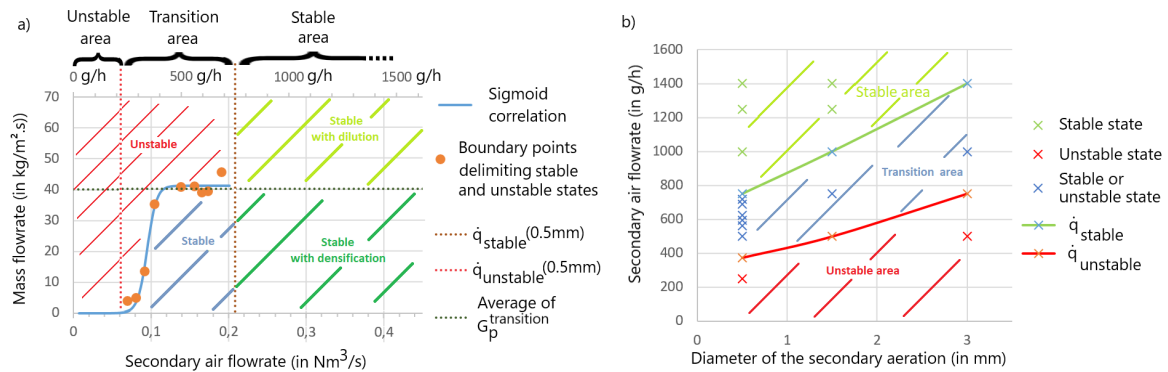 a)
Unstable
area
Transition
area
Stable
area
0 g/h
500 g/h
1000 g/h
1500 g/h
70
60
50
40
30
20
10
0
Mass flowrate (in kg/m².s))
Unstable
Stable
with dilution
Stable
Stable
with densification
0
0,1
0,2
0,3
0,4
Secondary air flowrate (in Nm³/s)
Sigmoid
correlation
Boundary points
delimiting stable
and unstable states
q̇stable(0.5mm)
q̇unstable(0.5mm)
Average of
Gp transition
b)
1600
1400
1200
1000
800
600
400
200
0
Secondary air flowrate (in g/h)
Stable area
Transition area
Unstable area
0
1
2
3
Diameter of the secondary aeration (in mm)
Stable state
Unstable state
Stable or
unstable state
q̇stable
q̇unstable